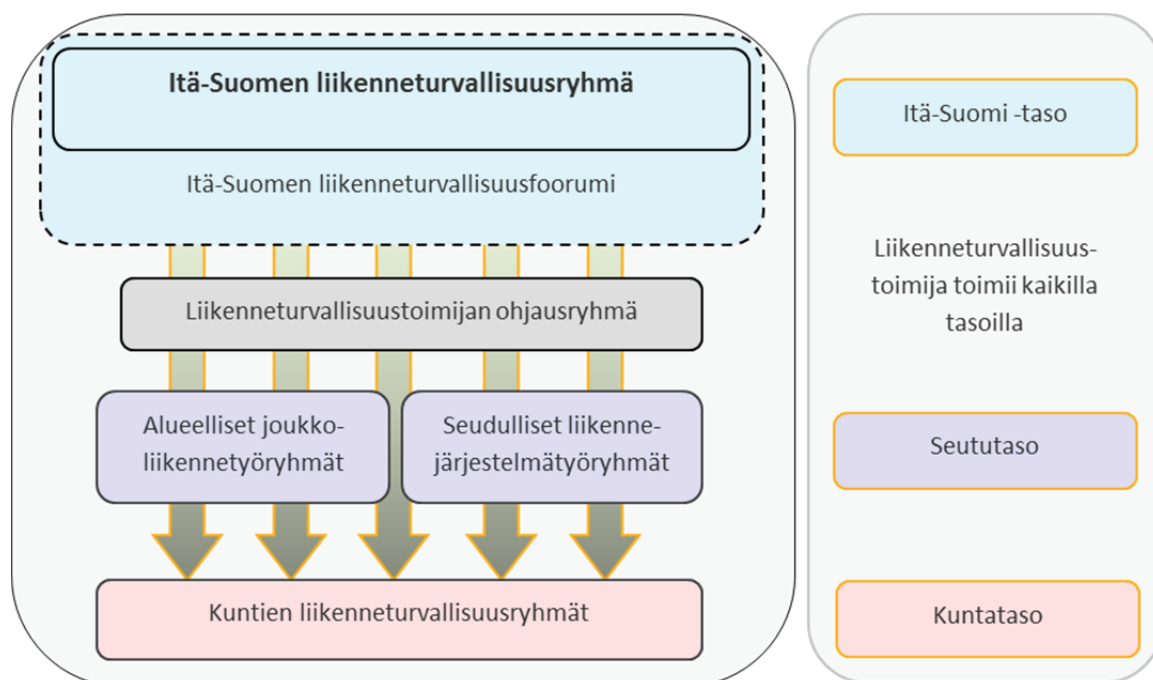 Itä-Suomen liikenneturvallisuusryhmä
Itä-Suomen liikenneturvallisuusfoorumi
Liikenneturvallisuustoimijan ohjausryhmä
Alueelliset joukko-
liikennetyöryhmät
Seudulliset liikenne-
järjestelmätyöryhmät
Kuntien liikenneturvallisuusryhmät
Itä-Suomi -taso
Liikenneturvallisuus-
toimija toimii kaikilla
tasoilla
Seututaso
Kuntataso